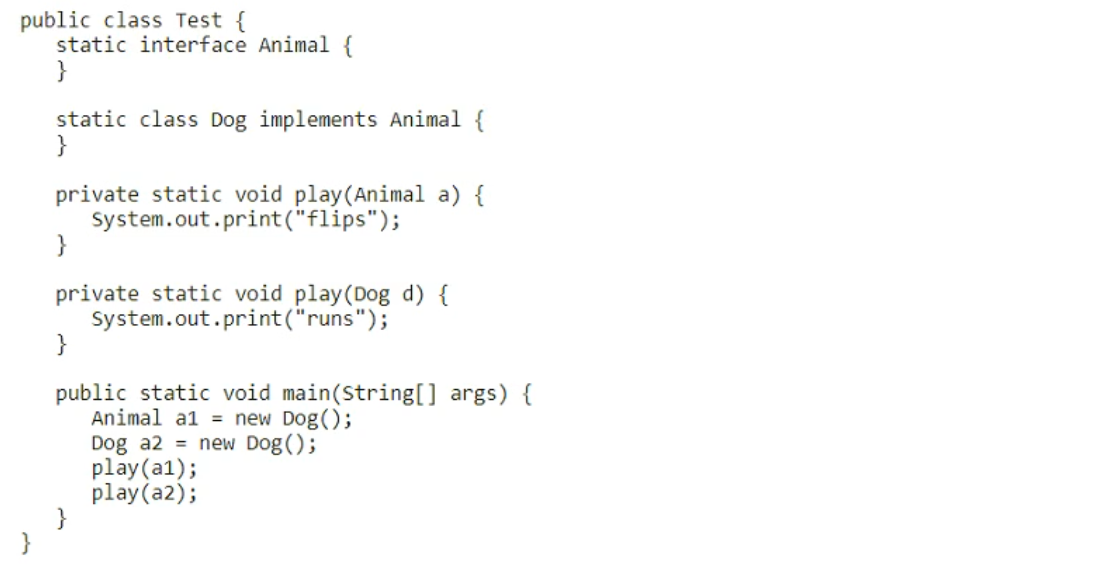 public class Test {
static interface Animal {
}
static class Dog implements Animal {
}
private static void play(Animal a) {
System.out.print("flips");
}
private static void play(Dog d) {
System.out.print("runs");
}
public static void main(String[] args) {
Animal a1 = new Dog();
Dog a2 = new Dog();
play(a1);
play(a2);
}
}